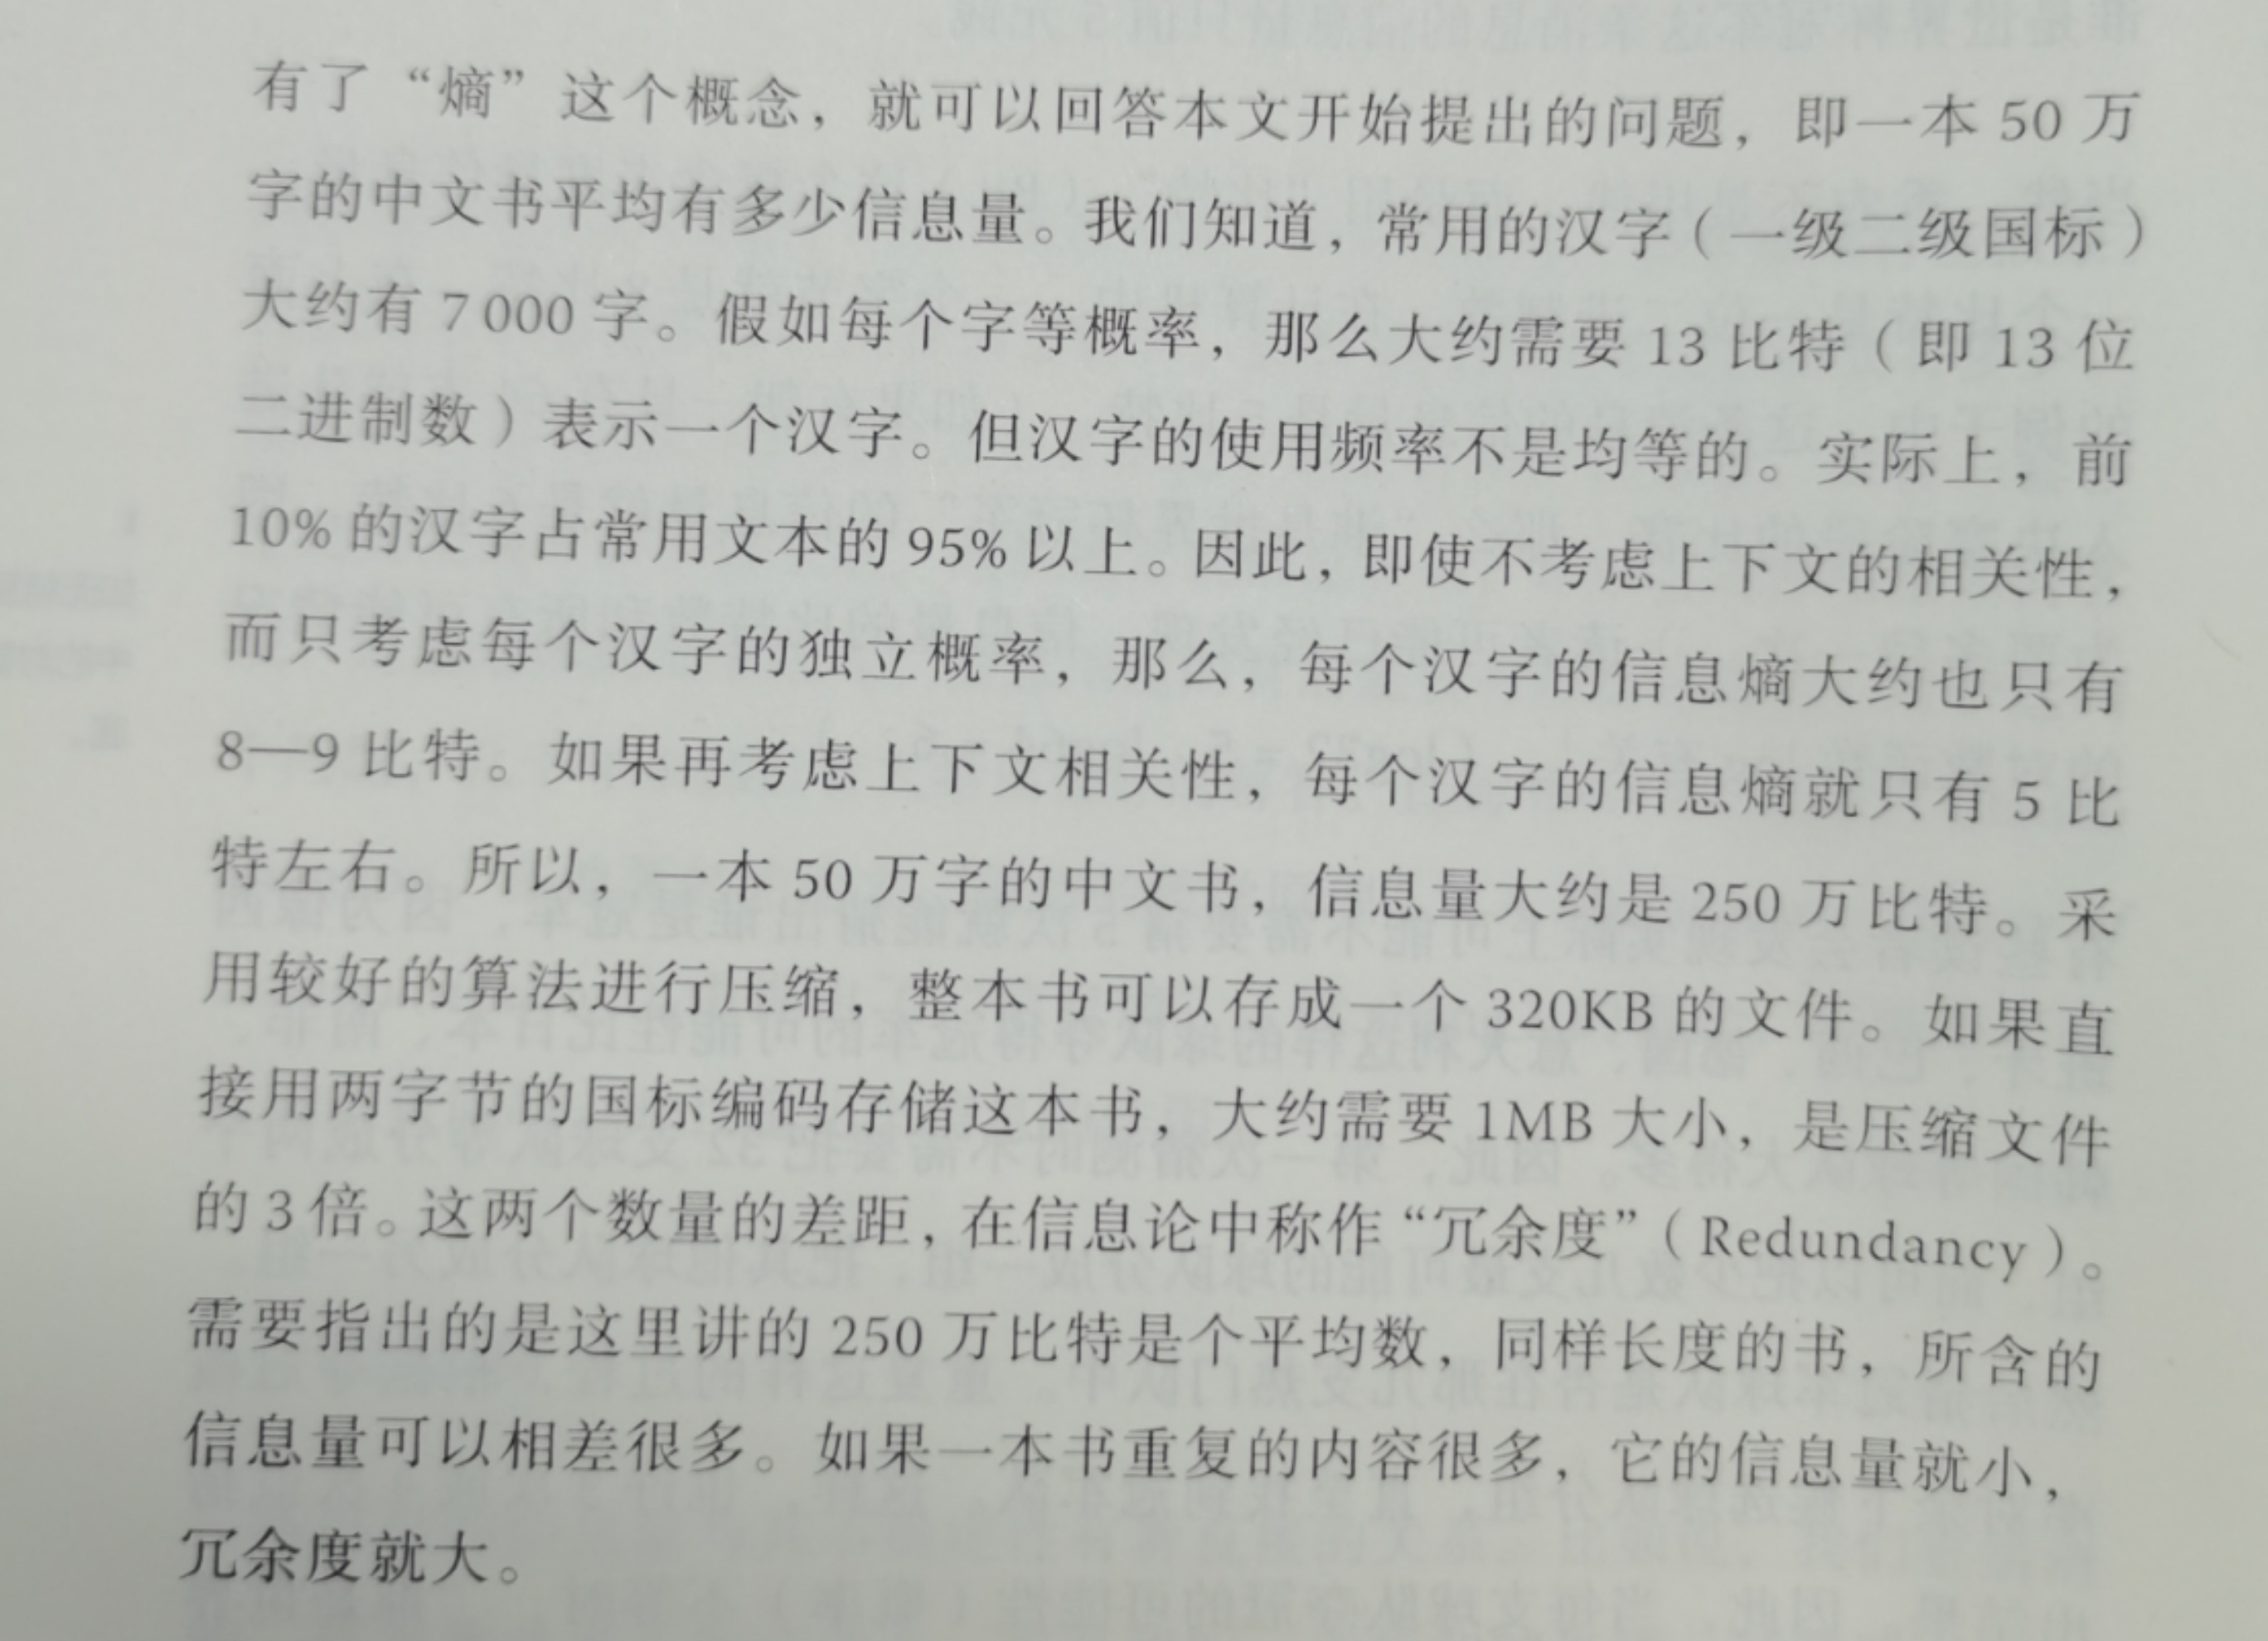 有了“熵”这个概念，就可以回答本文开始提出的问题，即一本 50 万
字的中文书平均有多少信息量。我们知道，常用的汉字（一级二级国标）
大约有 7 000 字。假如每个字等概率，那么大约需要 13 比特（即 13 位
二进制数）表示一个汉字。但汉字的使用频率不是均等的。实际上，前
10% 的汉字占常用文本的 95% 以上。因此，即使不考虑上下文的相关性，
而只考虑每个汉字的独立概率，那么，每个汉字的信息熵大约也只有
8—9 比特。如果再考虑上下文相关性，每个汉字的信息熵就只有 5 比
特左右。所以，一本 50 万字的中文书，信息量大约是 250 万比特。采
用较好的算法进行压缩，整本书可以存成一个 320KB 的文件。如果直
接用两字节的国标编码存储这本书，大约需要 1MB 大小，是压缩文件
的 3 倍。这两个数量的差距，在信息论中称作“冗余度”（Redundancy）。
需要指出的是这里讲的 250 万比特是个平均数，同样长度的书，所含的
信息量可以相差很多。如果一本书重复的内容很多，它的信息量就小，
冗余度就大。